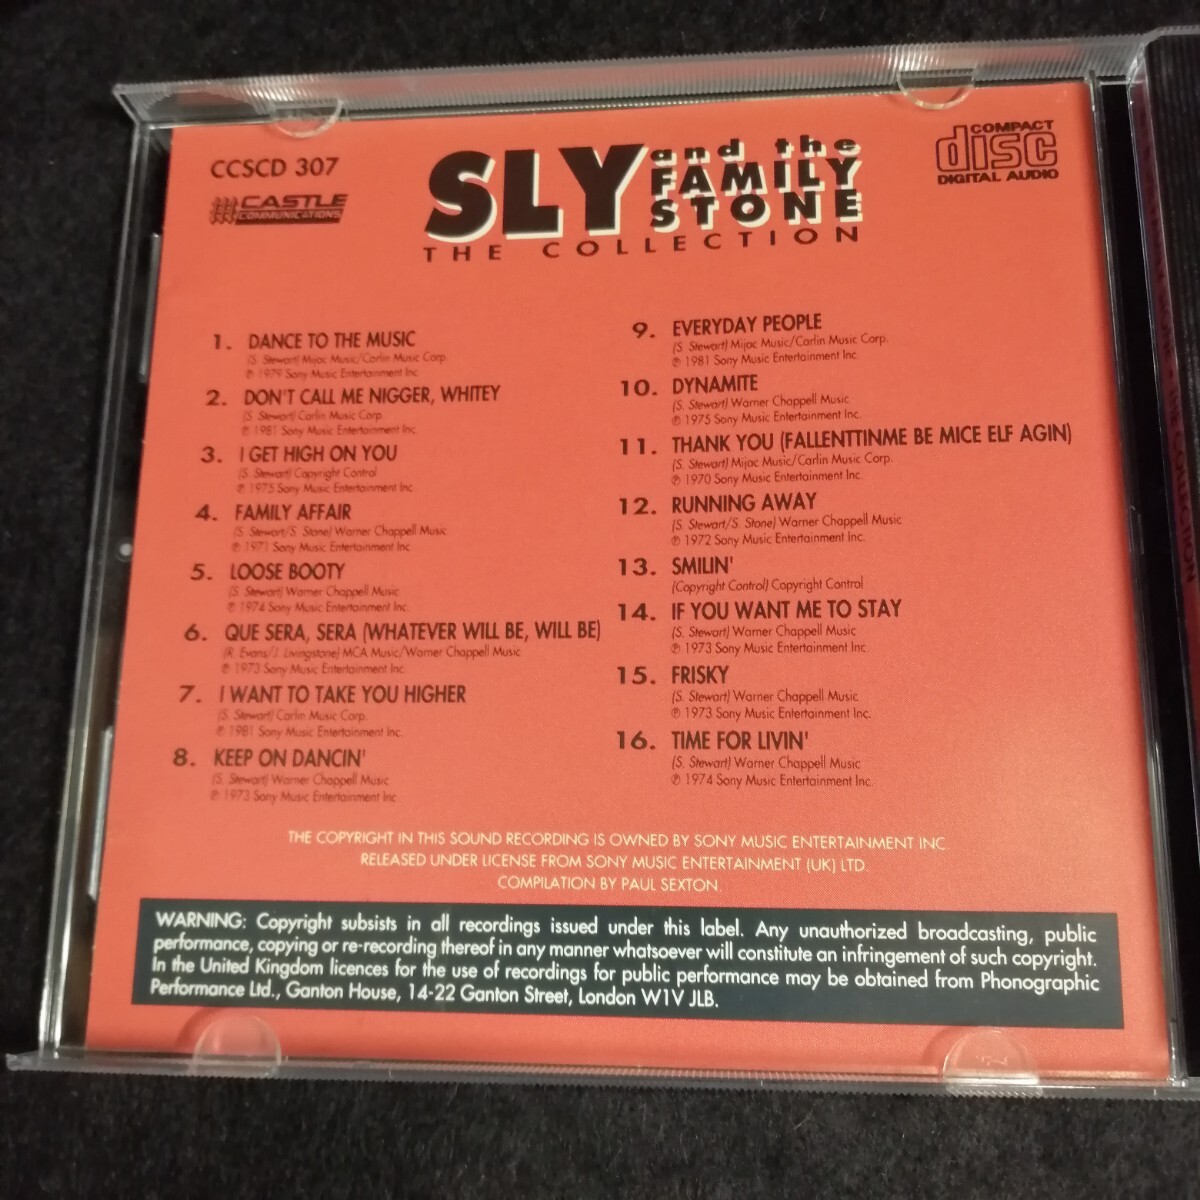 CCSCD 307
CASTLE
COMMUNICATIONS
SLY and the
FAMILY
STONE
THE COLLECTION
COMPACT
disc
DIGITAL AUDIO
1. DANCE TO THE MUSIC
(S. Stewart) Mijac Music/Carlin Music Corp.
℗ 1979 Sony Music Entertainment Inc.
2. DON'T CALL ME NIGGER, WHITEY
(S. Stewart) Carlin Music Corp.
℗ 1981 Sony Music Entertainment Inc.
3. I GET HIGH ON YOU
(S. Stewart) Copyright Control
℗ 1975 Sony Music Entertainment Inc.
4. FAMILY AFFAIR
(S. Stewart/S. Stone) Warner Chappell Music
℗ 1971 Sony Music Entertainment Inc.
5. LOOSE BOOTY
(S. Stewart) Warner Chappell Music
℗ 1974 Sony Music Entertainment Inc.
6. QUE SERA, SERA (WHATEVER WILL BE, WILL BE)
(R. Evans/J. Livingstone) MCA Music/Warner Chappell Music
℗ 1973 Sony Music Entertainment Inc.
7. I WANT TO TAKE YOU HIGHER
(S. Stewart) Carlin Music Corp.
℗ 1981 Sony Music Entertainment Inc.
8. KEEP ON DANCIN'
(S. Stewart) Warner Chappell Music
℗ 1973 Sony Music Entertainment Inc
9. EVERYDAY PEOPLE
(S. Stewart) Mijac Music/Carlin Music Corp.
℗ 1981 Sony Music Entertainment Inc
10. DYNAMITE
(S. Stewart) Warner Chappell Music
℗ 1975 Sony Music Entertainment Inc.
11. THANK YOU (FALLENTTINME BE MICE ELF AGIN)
(S. Stewart) Mijac Music/Carlin Music Corp.
℗ 1970 Sony Music Entertainment Inc.
12. RUNNING AWAY
(S. Stewart/S. Stone) Warner Chappell Music
℗ 1972 Sony Music Entertainment Inc.
13. SMILIN'
(Copyright Control) Copyright Control
14. IF YOU WANT ME TO STAY
(S. Stewart) Warner Chappell Music
℗ 1973 Sony Music Entertainment Inc.
15. FRISKY
(S. Stewart) Warner Chappell Music
℗ 1973 Sony Music Entertainment Inc.
16. TIME FOR LIVIN'
(S. Stewart) Warner Chappell Music
℗ 1974 Sony Music Entertainment Inc.
THE COPYRIGHT IN THIS SOUND RECORDING IS OWNED BY SONY MUSIC ENTERTAINMENT INC.
RELEASED UNDER LICENSE FROM SONY MUSIC ENTERTAINMENT (UK) LTD.
COMPILATION BY PAUL SEXTON.
WARNING: Copyright subsists in all recordings issued under this label. Any unauthorized broadcasting, public
performance, copying or re-recording thereof in any manner whatsoever will constitute an infringement of such copyright.
In the United Kingdom licences for the use of recordings for public performance may be obtained from Phonographic
Performance Ltd., Ganton House, 14-22 Ganton Street, London W1V JLB.